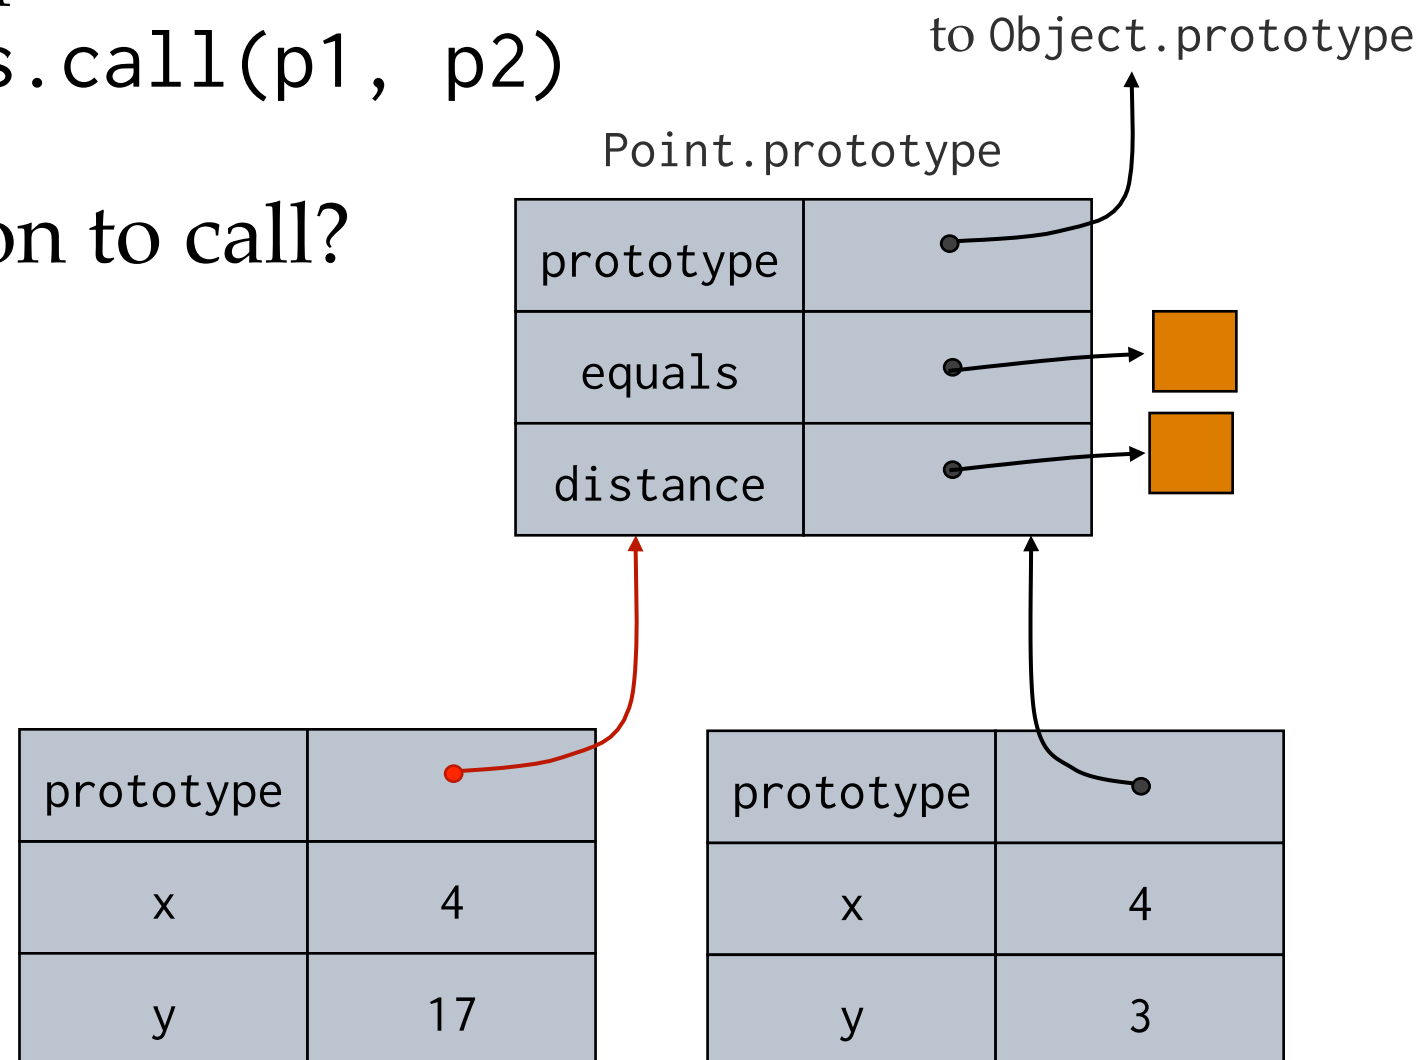 s.call(p1, p2)
to Object.prototype
Point.prototype
on to call?
prototype
equals
distance
prototype
x 4
y 17
prototype
x 4
y 3